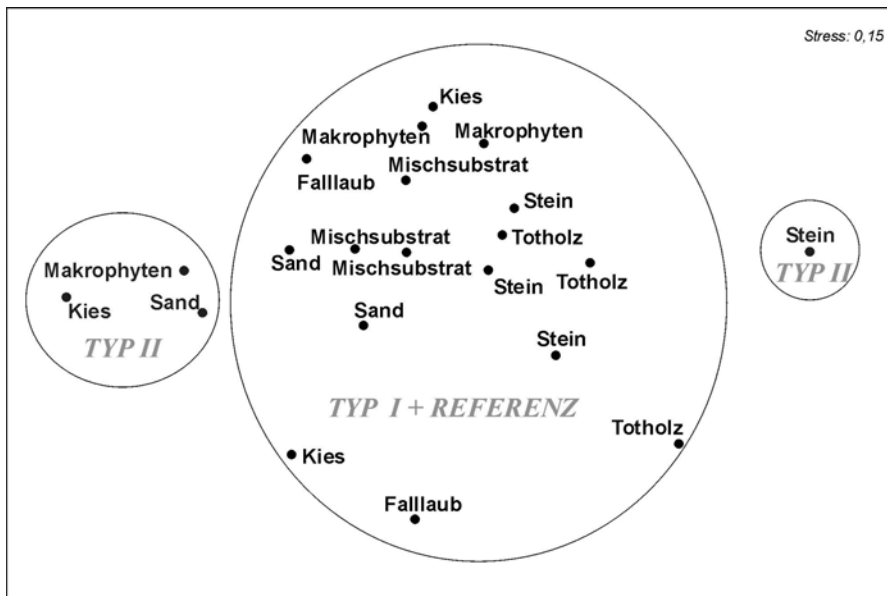 Stress: 0,15
Kies
Makrophyten
Makrophyten
Mischsubstrat
Falllaub
Stein
Mischsubstrat
Totholz
Sand
Mischsubstrat
Stein
Totholz
Sand
Stein
TYP I + REFERENZ
Totholz
Kies
Falllaub
Makrophyten
Kies
Sand
TYP II
Stein
TYP II